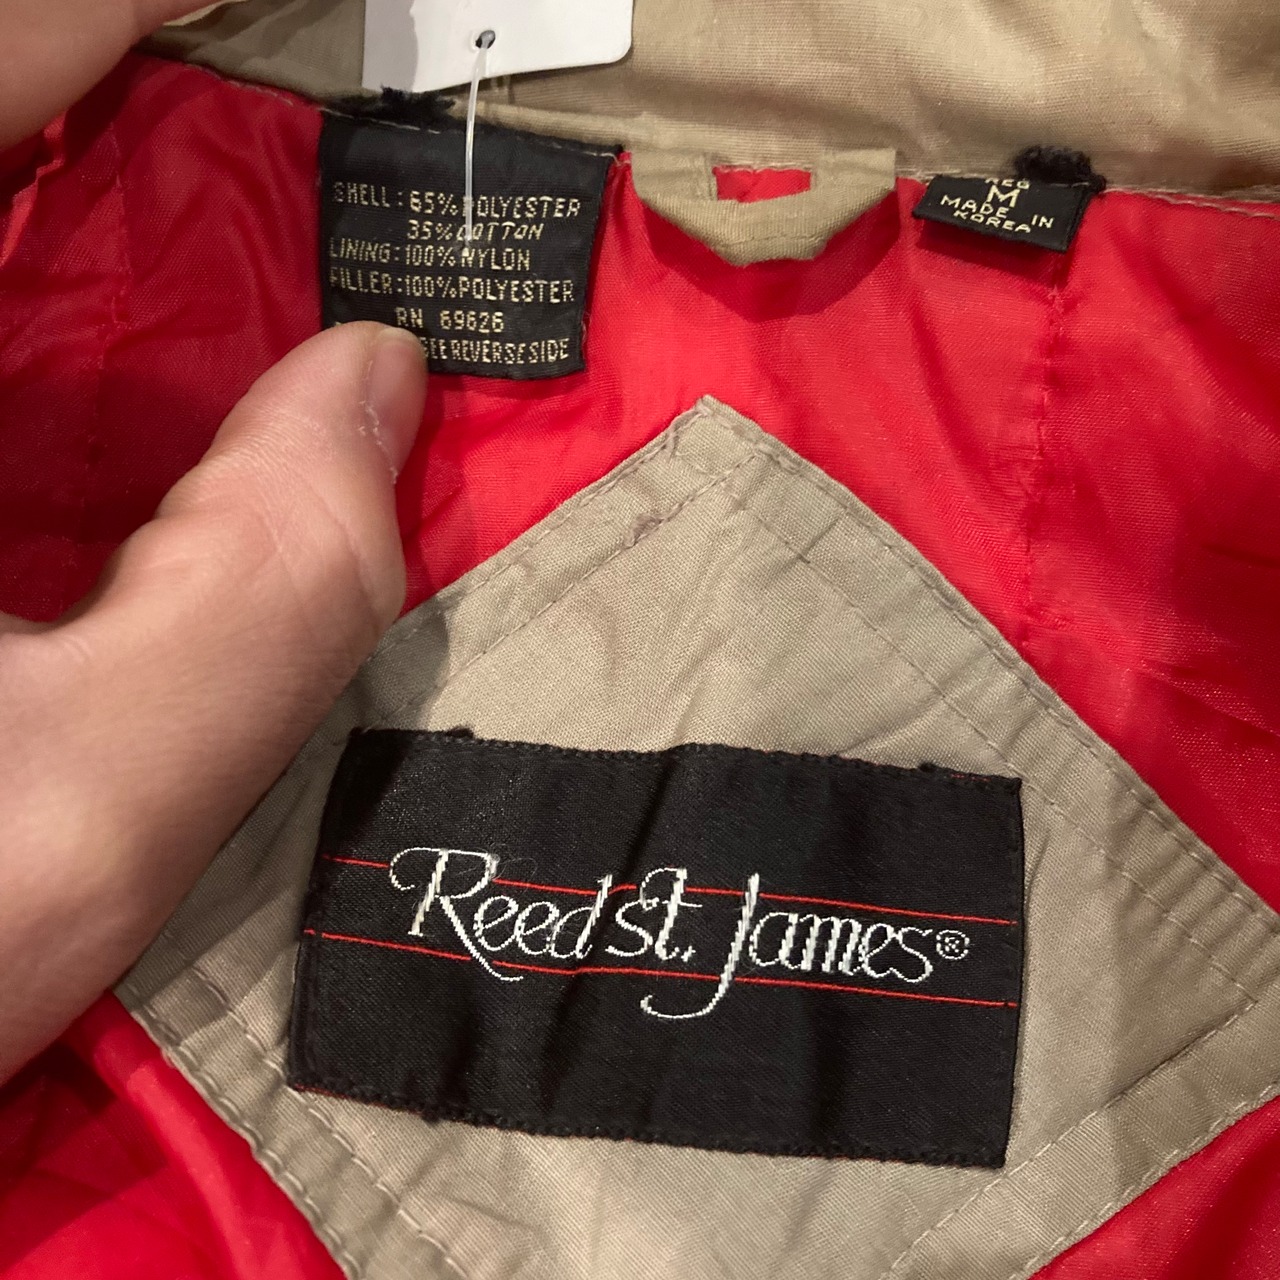 SHELL: 65% POLYESTER
35% COTTON
LINING: 100% NYLON
FILLER: 100% POLYESTER
RN 69626
SEE REVERSE SIDE
REG
M
MADE IN
KOREA
Reed St. James®